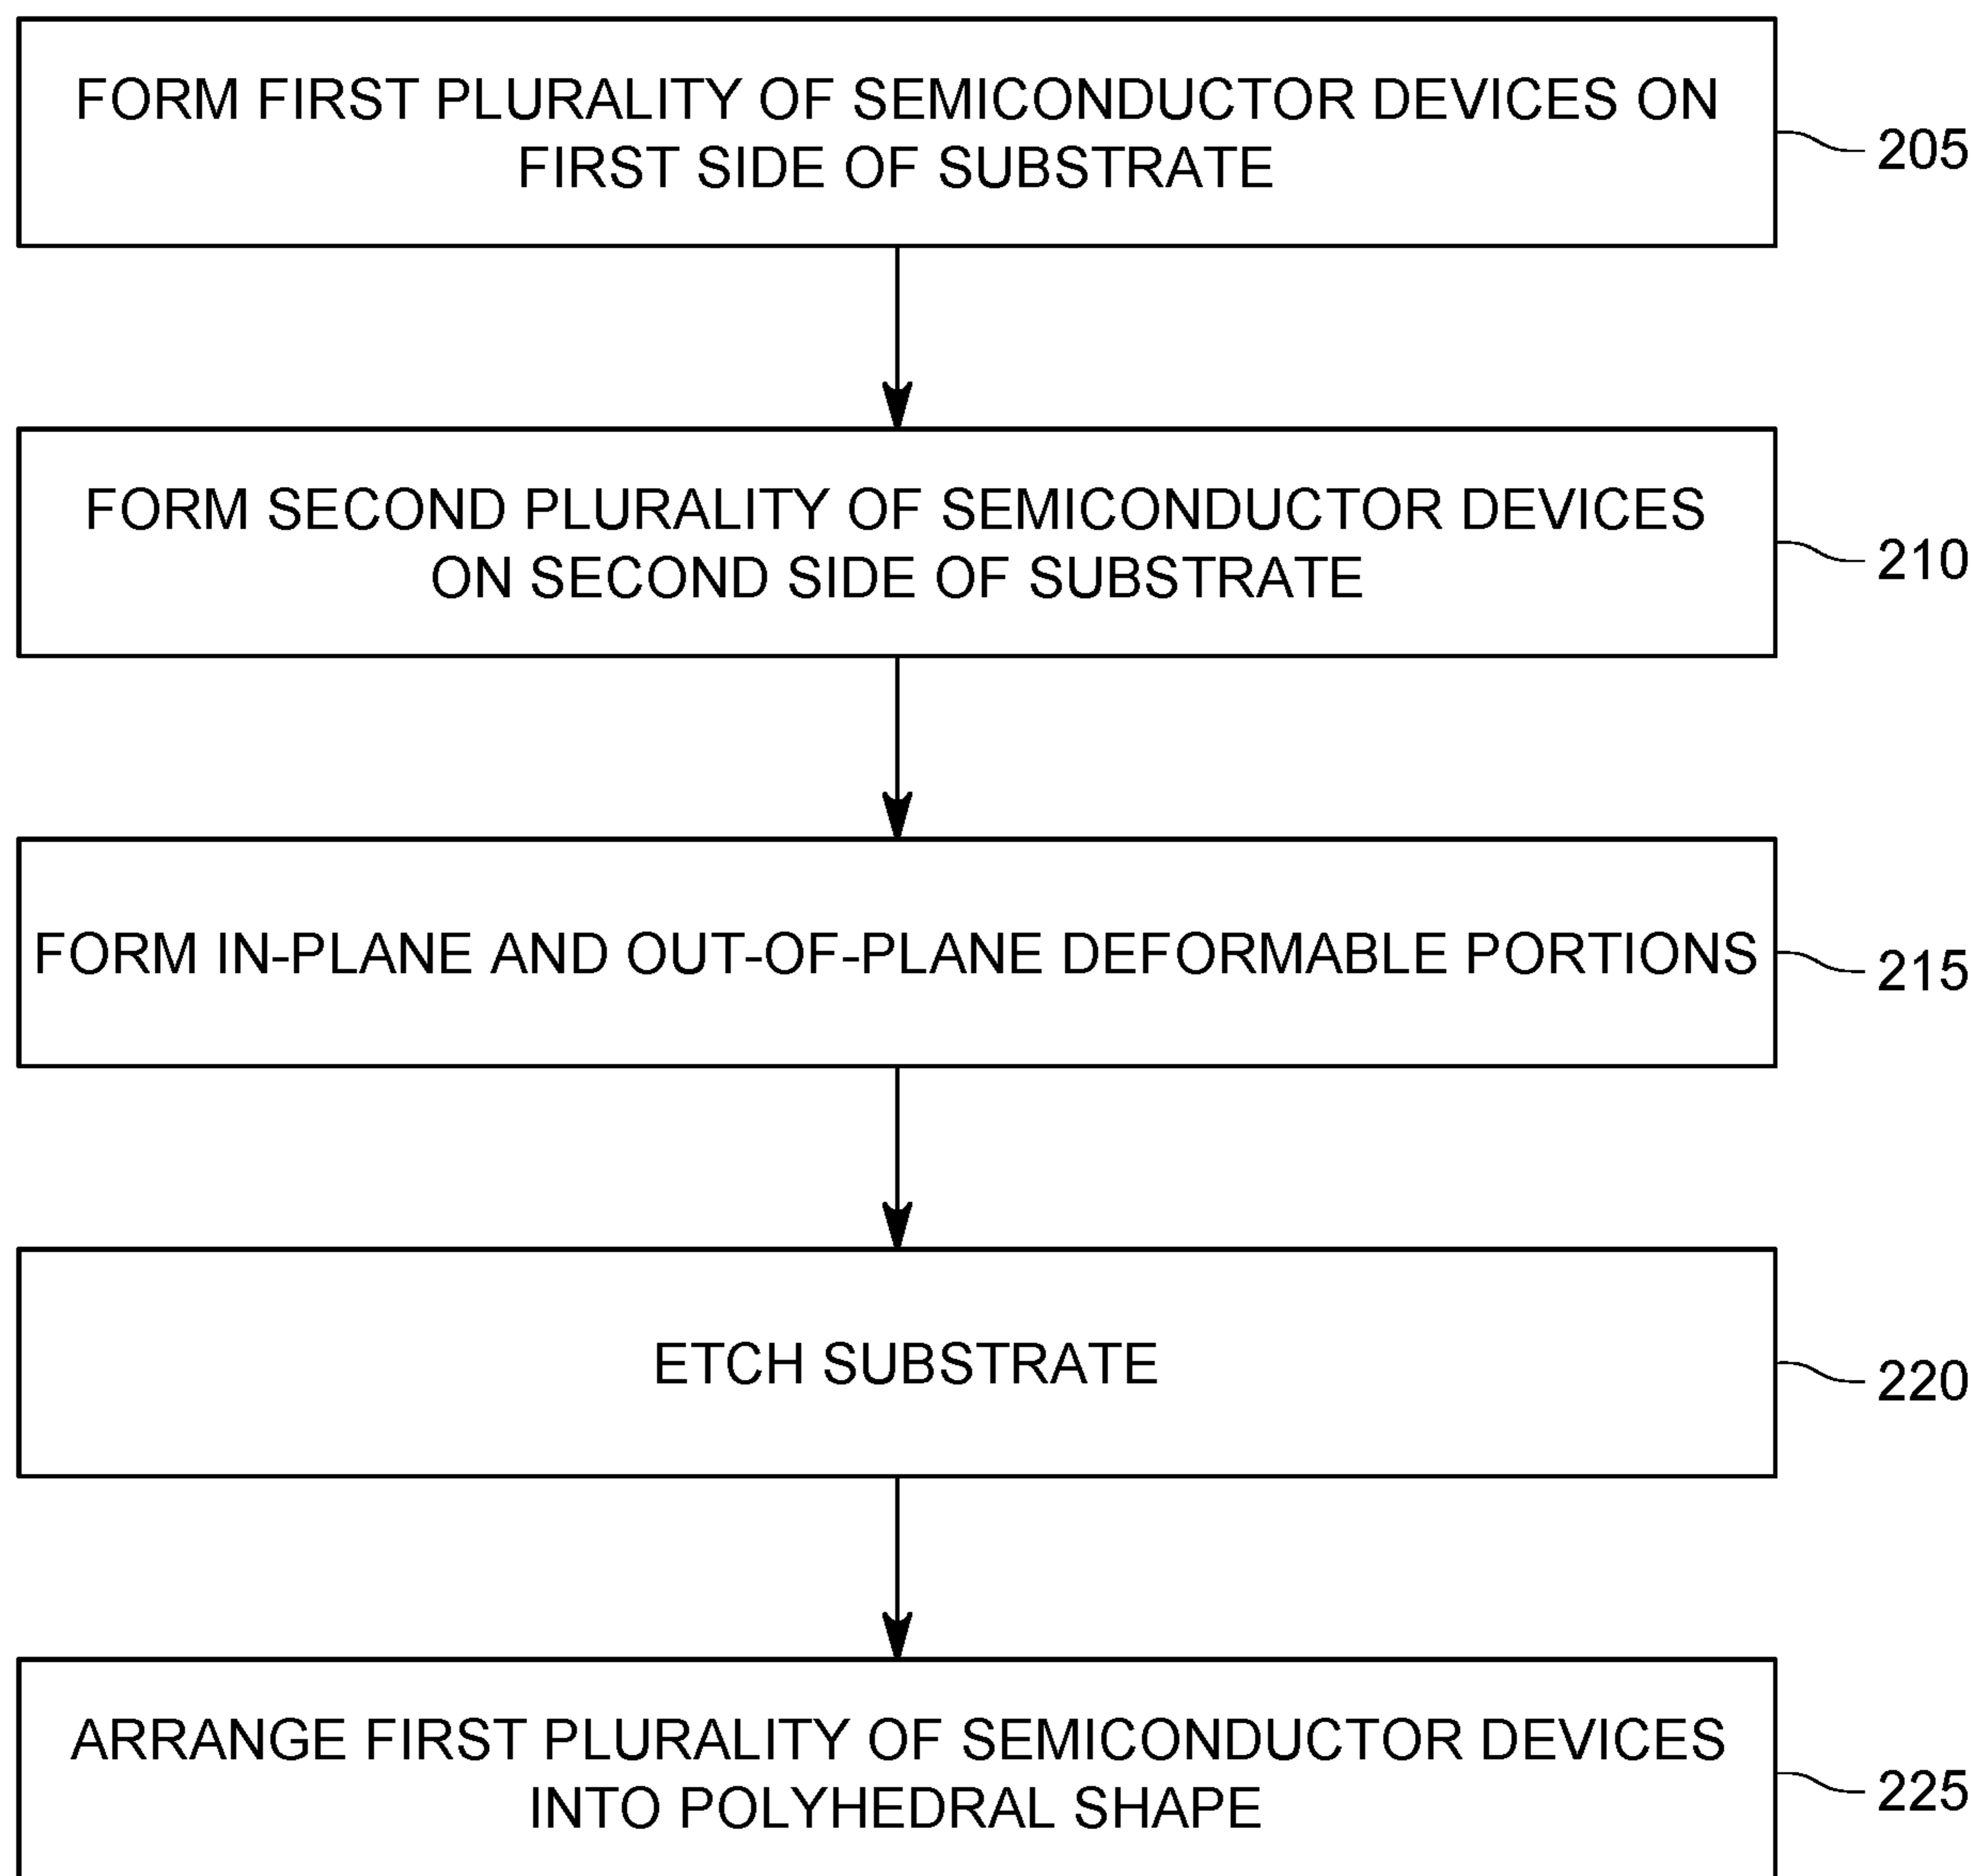 FORM FIRST PLURALITY OF SEMICONDUCTOR DEVICES ON
FIRST SIDE OF SUBSTRATE
205
FORM SECOND PLURALITY OF SEMICONDUCTOR DEVICES
ON SECOND SIDE OF SUBSTRATE
210
FORM IN-PLANE AND OUT-OF-PLANE DEFORMABLE PORTIONS
215
ETCH SUBSTRATE
220
ARRANGE FIRST PLURALITY OF SEMICONDUCTOR DEVICES
INTO POLYHEDRAL SHAPE
225